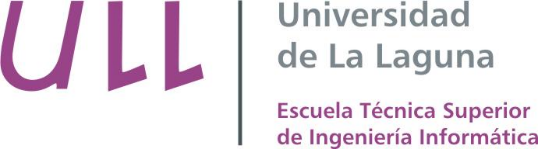 ULL
Universidad
de La Laguna
Escuela Técnica Superior
de Ingeniería Informática